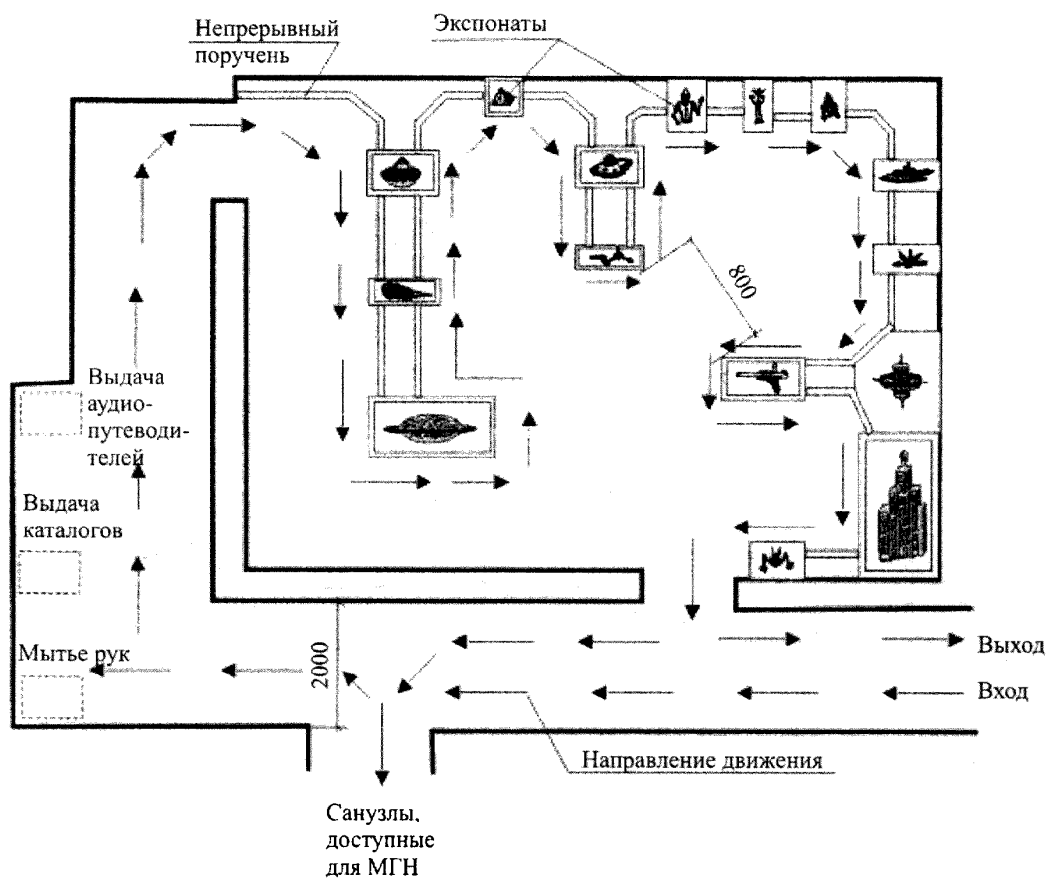 Непрерывный
поручень
Экспонаты
800
Выдача
аудио-
путеводи-
телей
Выдача
каталогов
Мытье рук
2000
Выход
Вход
Направление движения
Санузлы,
доступные
для МГН